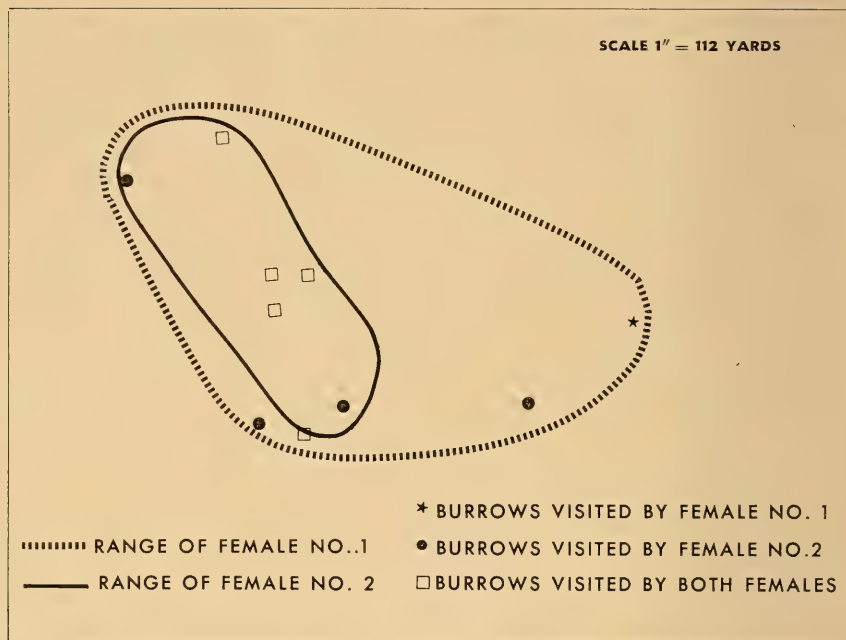 SCALE 1" = 112 YARDS
* BURROWS VISITED BY FEMALE NO. 1
RANGE OF FEMALE NO..1
● BURROWS VISITED BY FEMALE NO.2
RANGE OF FEMALE NO. 2
□ BURROWS VISITED BY BOTH FEMALES